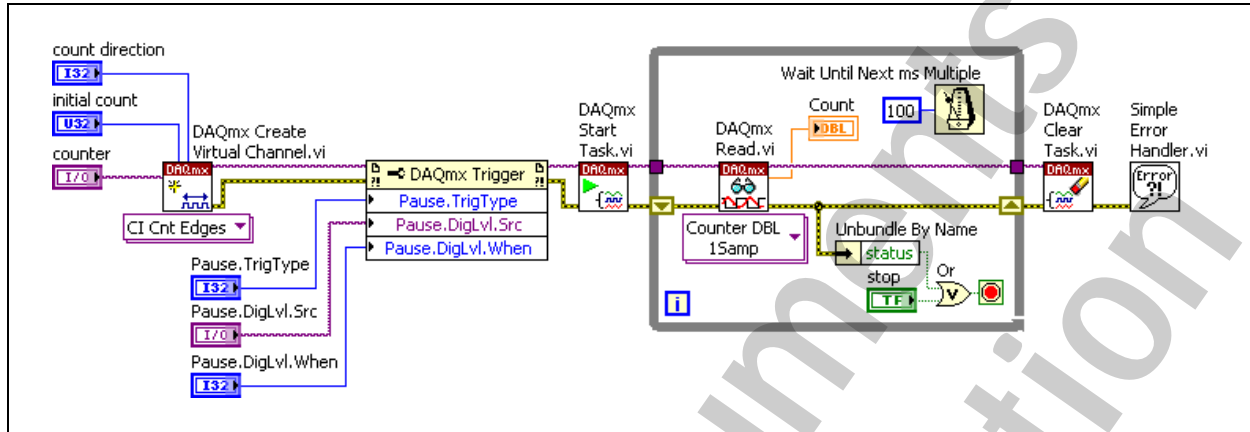 count direction
I32
initial count
U32
counter
I/O
DAQmx Create
Virtual Channel.vi
DAQmx
CI Cnt Edges
DAQmx Trigger
Pause.TrigType
Pause.DigLvl.Src
Pause.DigLvl.When
Pause.TrigType
I32
Pause.DigLvl.Src
I/O
Pause.DigLvl.When
I32
DAQmx
Start
Task.vi
DAQmx
Wait Until Next ms Multiple
100
Count
DBL
DAQmx
Read.vi
DAQmx
Counter DBL
1Samp
Unbundle By Name
status
stop
TF
Or
V
i
DAQmx
Clear
Task.vi
DAQmx
Simple
Error
Handler.vi
Error
?!